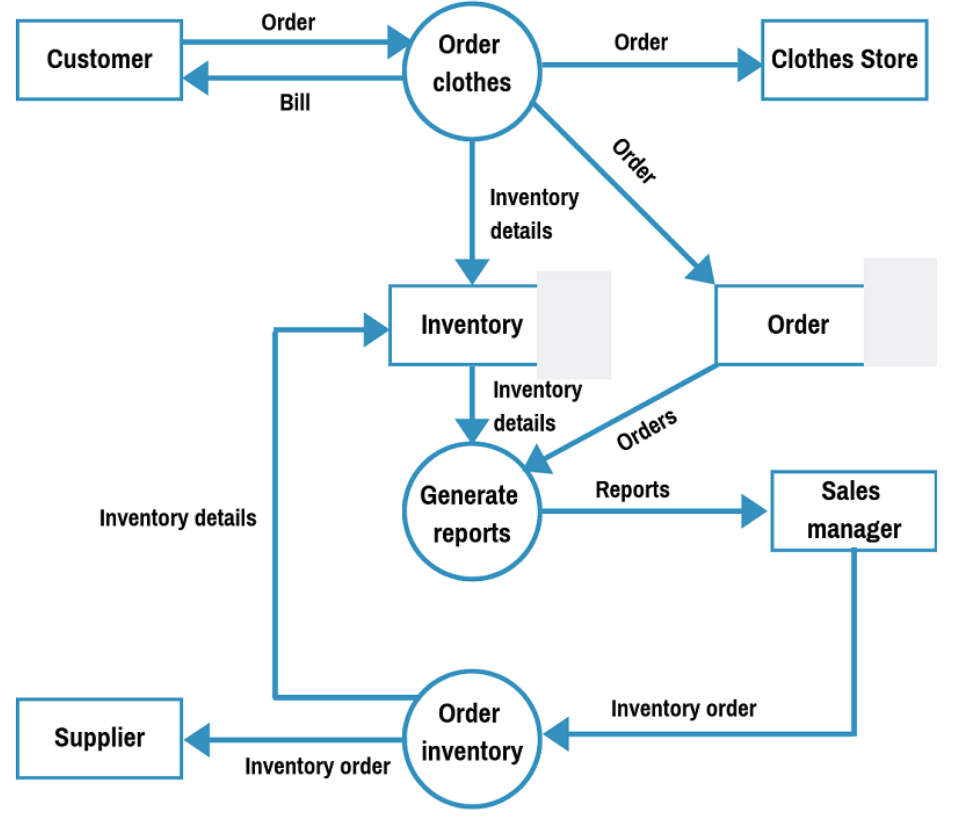 Order
Customer
Bill
Order
clothes
Order
Clothes Store
Order
Inventory
details
Inventory
Order
Inventory
details
Orders
Generate
reports
Reports
Sales
manager
Inventory details
Order
inventory
Inventory order
Supplier
Inventory order